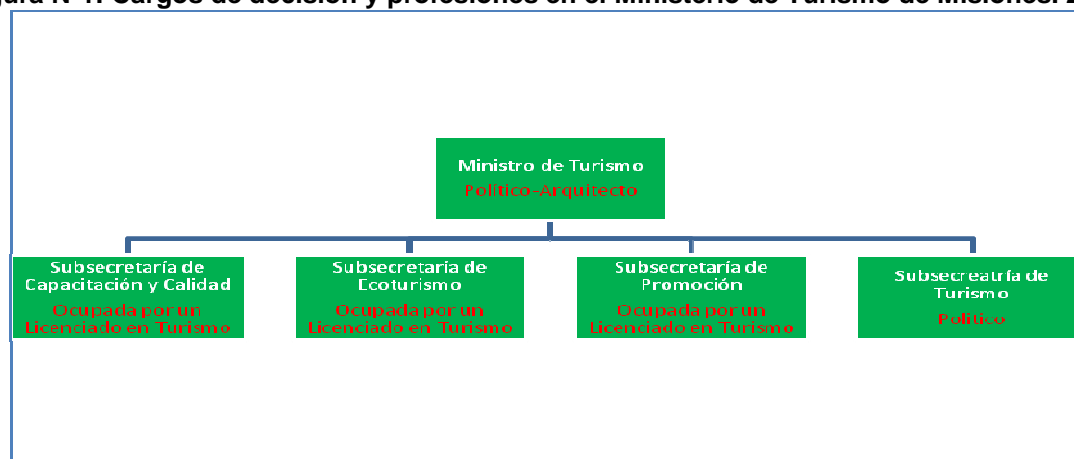 gura N°1: Cargos de decisión y profesiones en el Ministerio de Turismo de Misiones.
Ministro de Turismo
Político-Arquitecto
Subsecretaría de
Capacitación y Calidad
Ocupada por un
Licenciado en Turismo
Subsecretaría de
Ecoturismo
Ocupada por un
Licenciado en Turismo
Subsecretaría de
Promoción
Ocupada por un
Licenciado en Turismo
Subsecreatría de
Turismo
Político